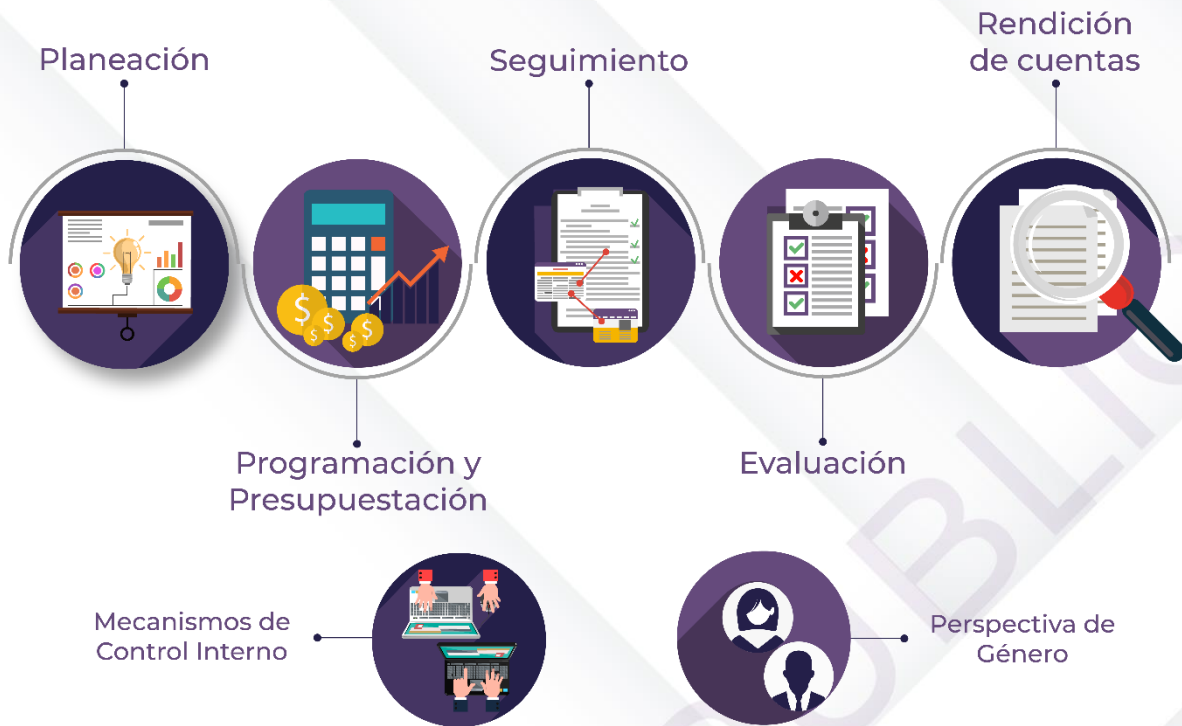 Planeación
Seguimiento
Rendición
de cuentas
Programación y
Presupuestación
Evaluación
Mecanismos de
Control Interno
Perspectiva de
Género